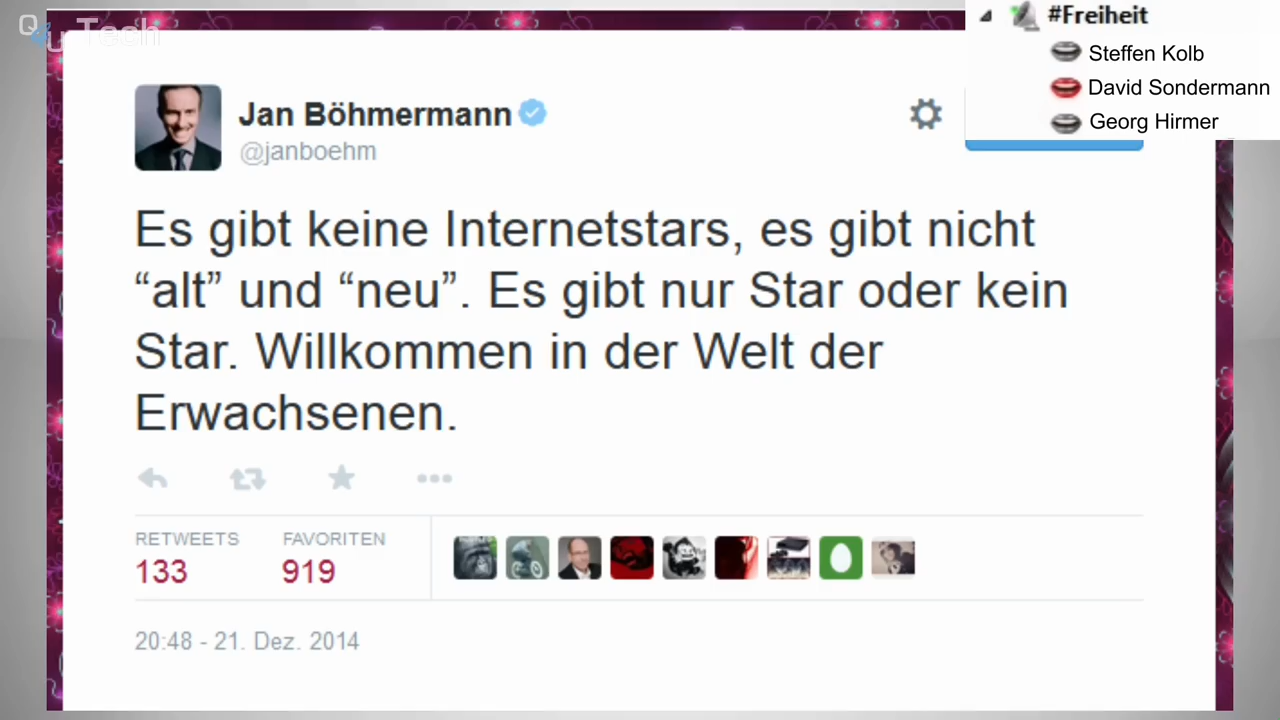 Qu Tech
#Freiheit
Steffen Kolb
David Sondermann
Georg Hirmer
Jan Böhmermann
@janboehm
Es gibt keine Internetstars, es gibt nicht
“alt” und “neu”. Es gibt nur Star oder kein
Star. Willkommen in der Welt der
Erwachsenen.
RETWEETS FAVORITEN
133 919
20:48 - 21. Dez. 2014